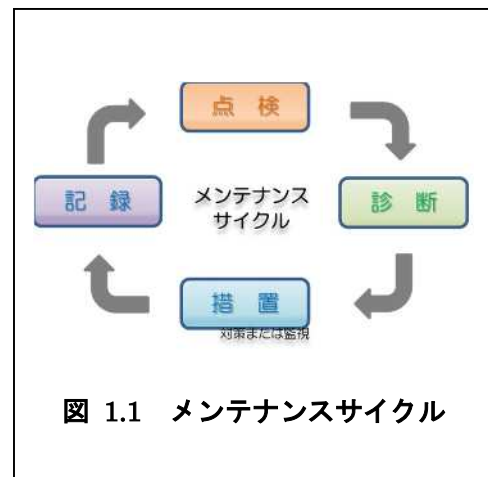 点 検
記 録
メンテナンス
サイクル
診 断
措 置
対策または監視
図 1.1 メンテナンスサイクル